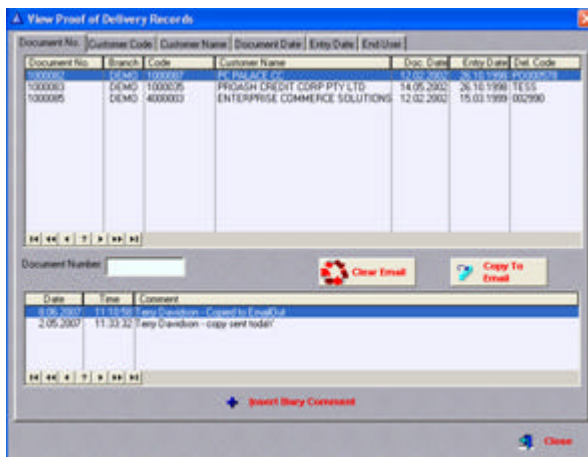 View Proof of Delivery Records
Document No. Customer Code Customer Name Document Date Entry Date End User
Document No. Branch Code Customer Name Doc. Date Entry Date Del. Code
1000082 DEMO 1000087 PC PALACE CC 12.02.2002 26.10.1998 PO000578
1000083 DEMO 1000035 PROASH CREDIT CORP PTY LTD 14.05.2002 26.10.1998 TESS
1000085 DEMO 4000003 ENTERPRISE COMMERCE SOLUTIONS 12.02.2002 15.03.1999 002990
Document Number
Clear Email
Copy To
Email
Date Time Comment
8.06.2007 11:10:58 Terry Davidson - Copied to EmailOut
2.05.2007 11:33:32 Terry Davidson - copy sent today
Insert Diary Comment
Close